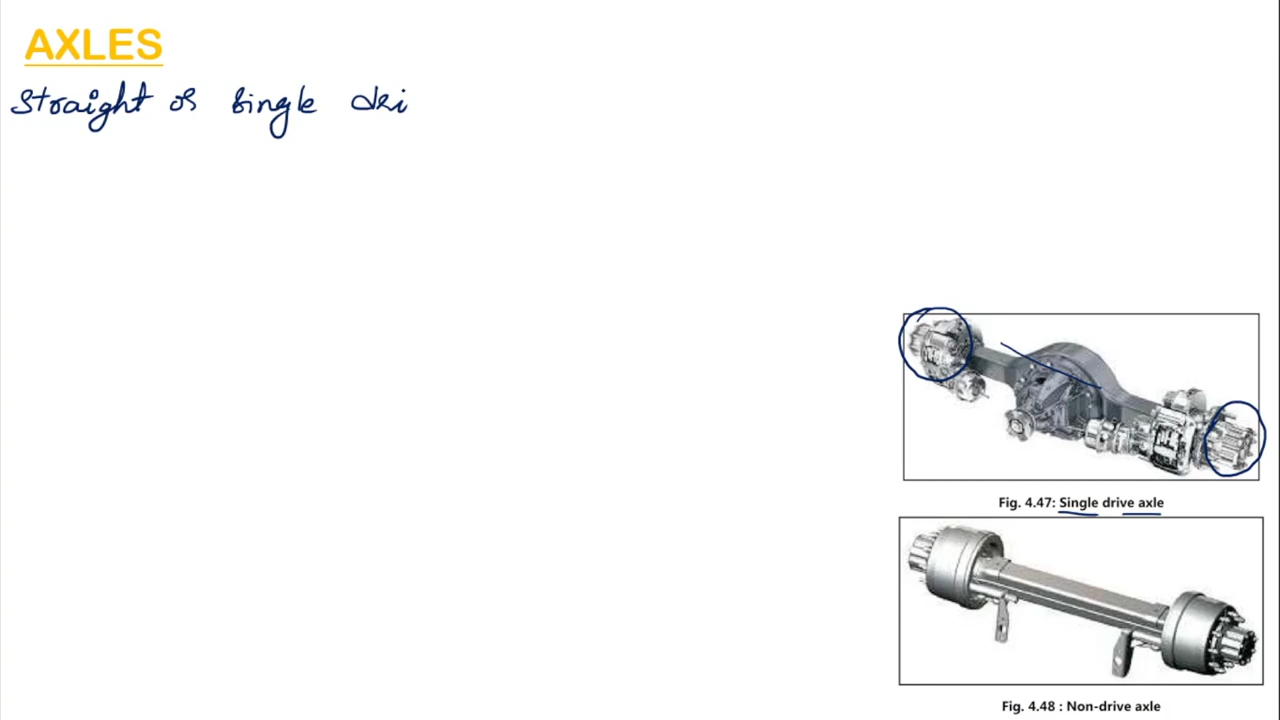 AXLES
Straight or single dri
Fig. 4.47: Single drive axle
Fig. 4.48 : Non-drive axle